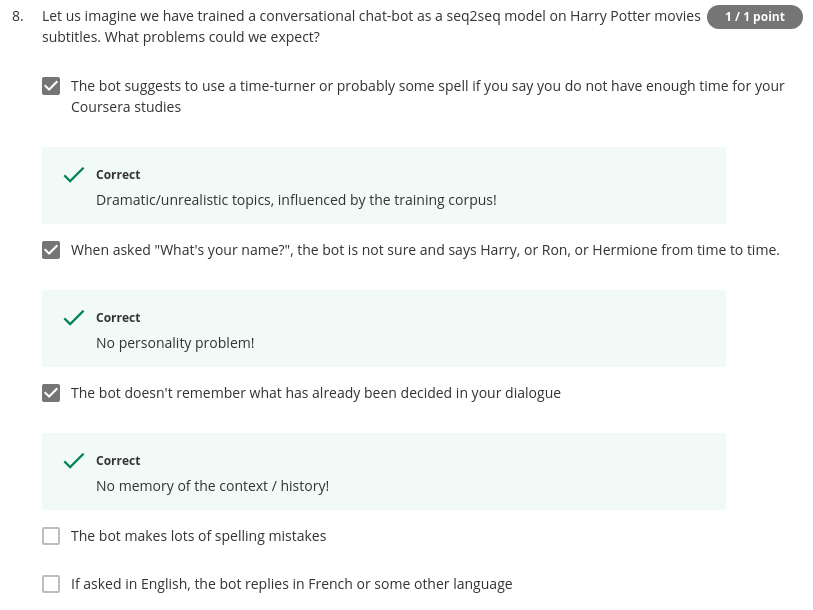 8. Let us imagine we have trained a conversational chat-bot as a seq2seq model on Harry Potter movies 1 / 1 point
subtitles. What problems could we expect?
The bot suggests to use a time-turner or probably some spell if you say you do not have enough time for your
Coursera studies
Correct
Dramatic/unrealistic topics, influenced by the training corpus!
When asked "What's your name?", the bot is not sure and says Harry, or Ron, or Hermione from time to time.
Correct
No personality problem!
The bot doesn't remember what has already been decided in your dialogue
Correct
No memory of the context / history!
The bot makes lots of spelling mistakes
If asked in English, the bot replies in French or some other language